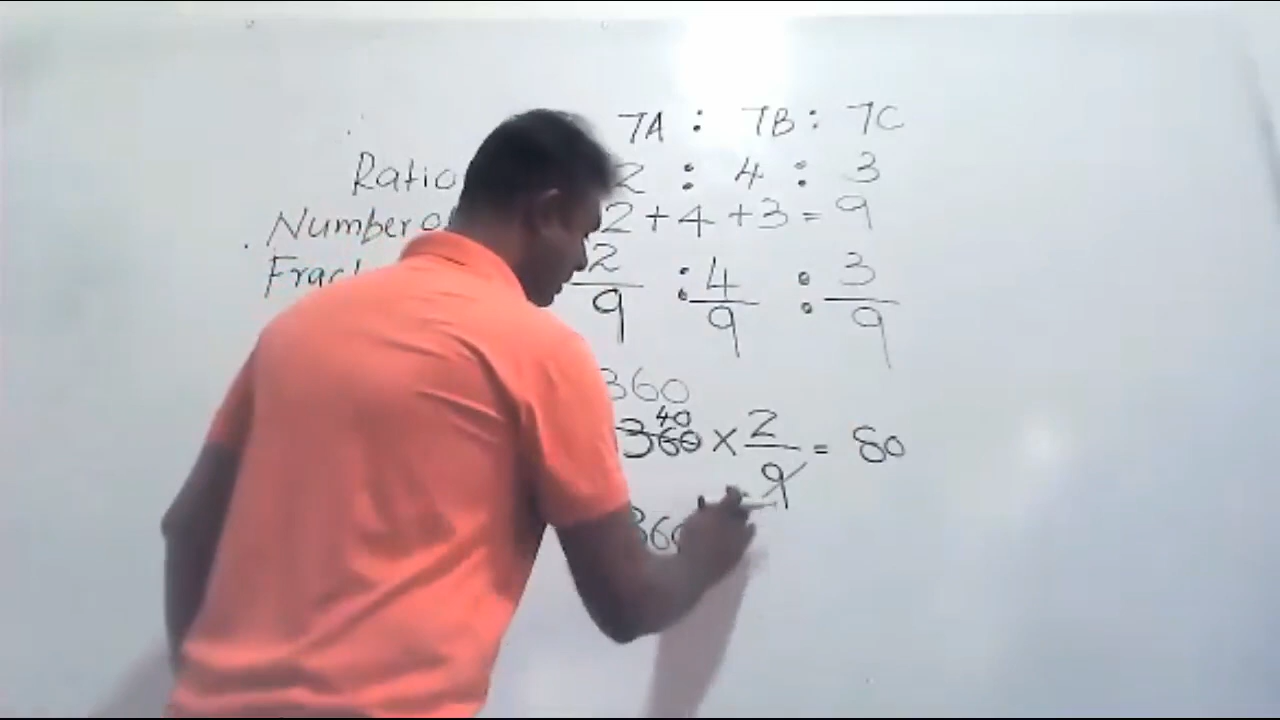 7A : 7B : 7C
Ratio 2 : 4 : 3
Number 2 + 4 + 3 = 9
2/9 : 4/9 : 3/9
360
40
360 × 2/9 = 80
360